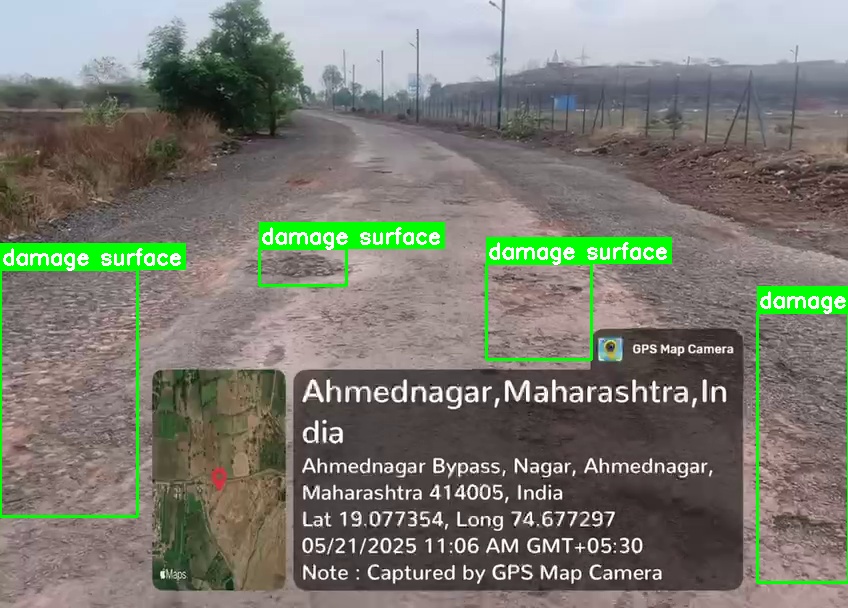 damage surface
damage surface
damage surface
damage
GPS Map Camera
Ahmednagar,Maharashtra,In
dia
Ahmednagar Bypass, Nagar, Ahmednagar,
Maharashtra 414005, India
Lat 19.077354, Long 74.677297
05/21/2025 11:06 AM GMT+05:30
Note : Captured by GPS Map Camera
Maps